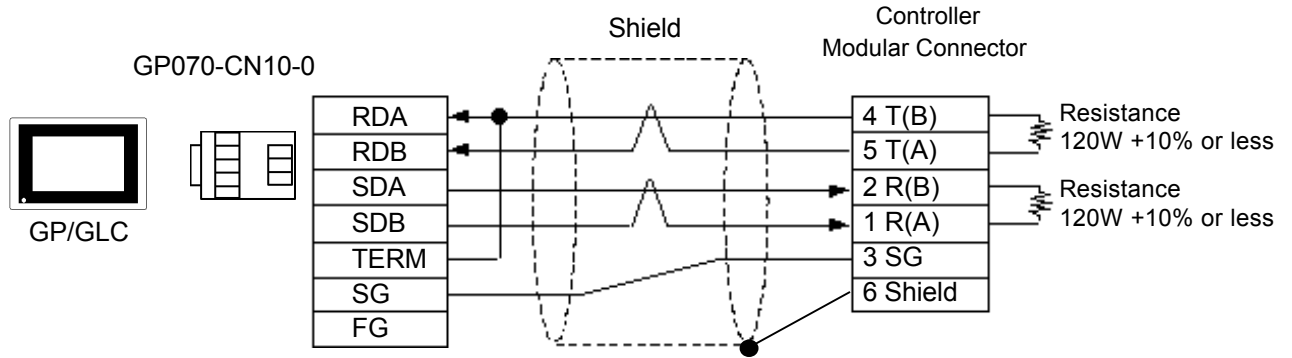 Shield
Controller
Modular Connector
GP070-CN10-0
GP/GLC
RDA
RDB
SDA
SDB
TERM
SG
FG
4 T(B)
5 T(A)
2 R(B)
1 R(A)
3 SG
6 Shield
Resistance
120W +10% or less
Resistance
120W +10% or less